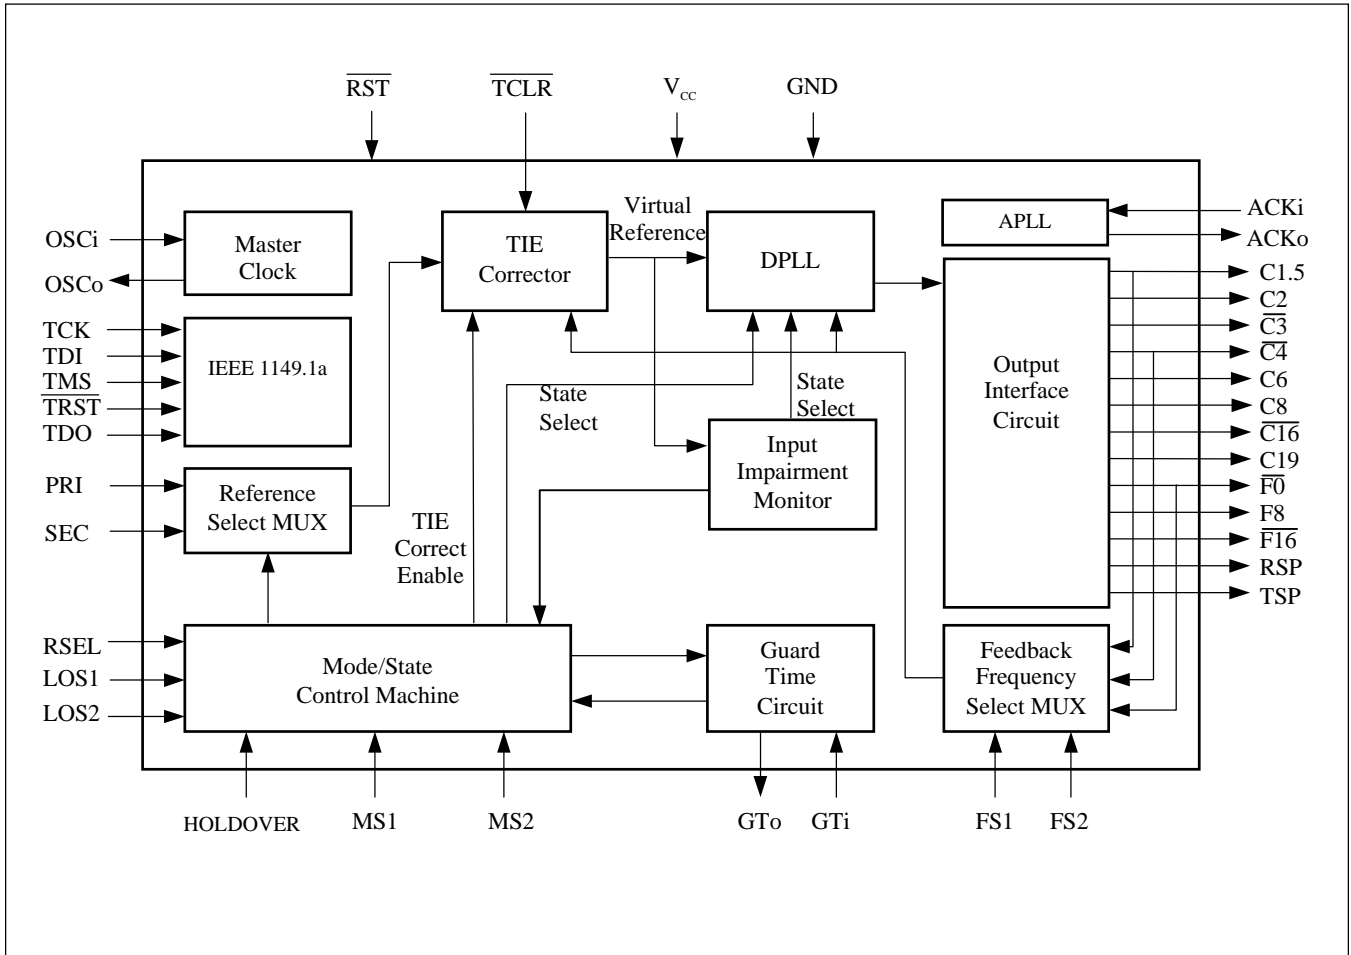 RST
TCLR
VCC
GND
OSCi
OSCo
Master
Clock
TIE
Corrector
Virtual
Reference
DPLL
APLL
ACKi
ACKo
TCK
TDI
TMS
TRST
TDO
IEEE 1149.1a
Output
Interface
Circuit
C1.5
C2
C3
C4
C6
C8
C16
C19
F0
F8
F16
RSP
TSP
State
Select
State
Select
Input
Impairment
Monitor
PRI
SEC
Reference
Select MUX
TIE
Correct
Enable
RSEL
LOS1
LOS2
Mode/State
Control Machine
Guard
Time
Circuit
Feedback
Frequency
Select MUX
HOLDOVER
MS1
MS2
GTo
GTi
FS1
FS2